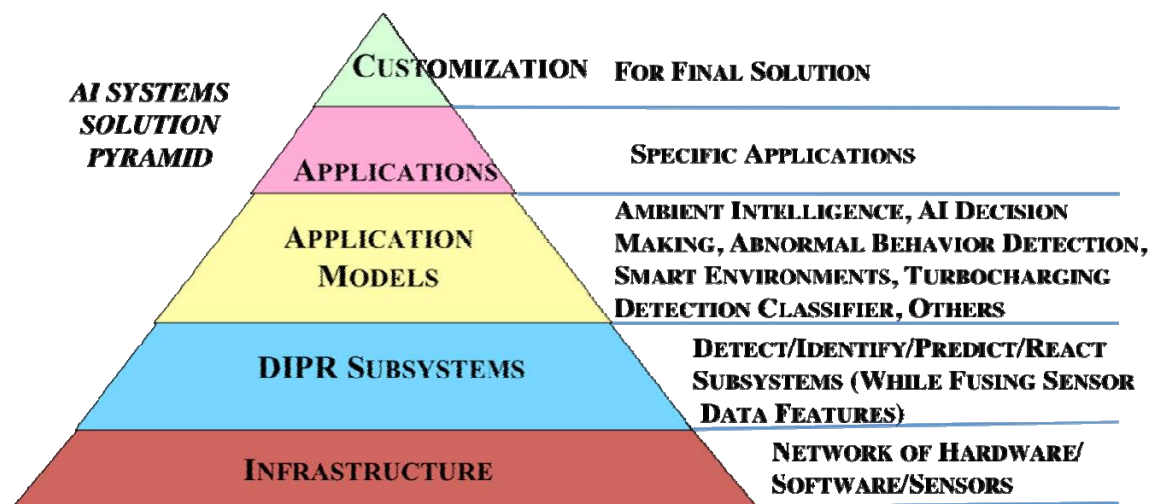 AI SYSTEMS
SOLUTION
PYRAMID
CUSTOMIZATION
FOR FINAL SOLUTION
APPLICATIONS
SPECIFIC APPLICATIONS
APPLICATION
MODELS
AMBIENT INTELLIGENCE, AI DECISION
MAKING, ABNORMAL BEHAVIOR DETECTION,
SMART ENVIRONMENTS, TURBOCHARGING
DETECTION CLASSIFIER, OTHERS
DIPR SUBSYSTEMS
DETECT/IDENTIFY/PREDICT/REACT
SUBSYSTEMS (WHILE FUSING SENSOR
DATA FEATURES)
INFRASTRUCTURE
NETWORK OF HARDWARE/
SOFTWARE/SENSORS